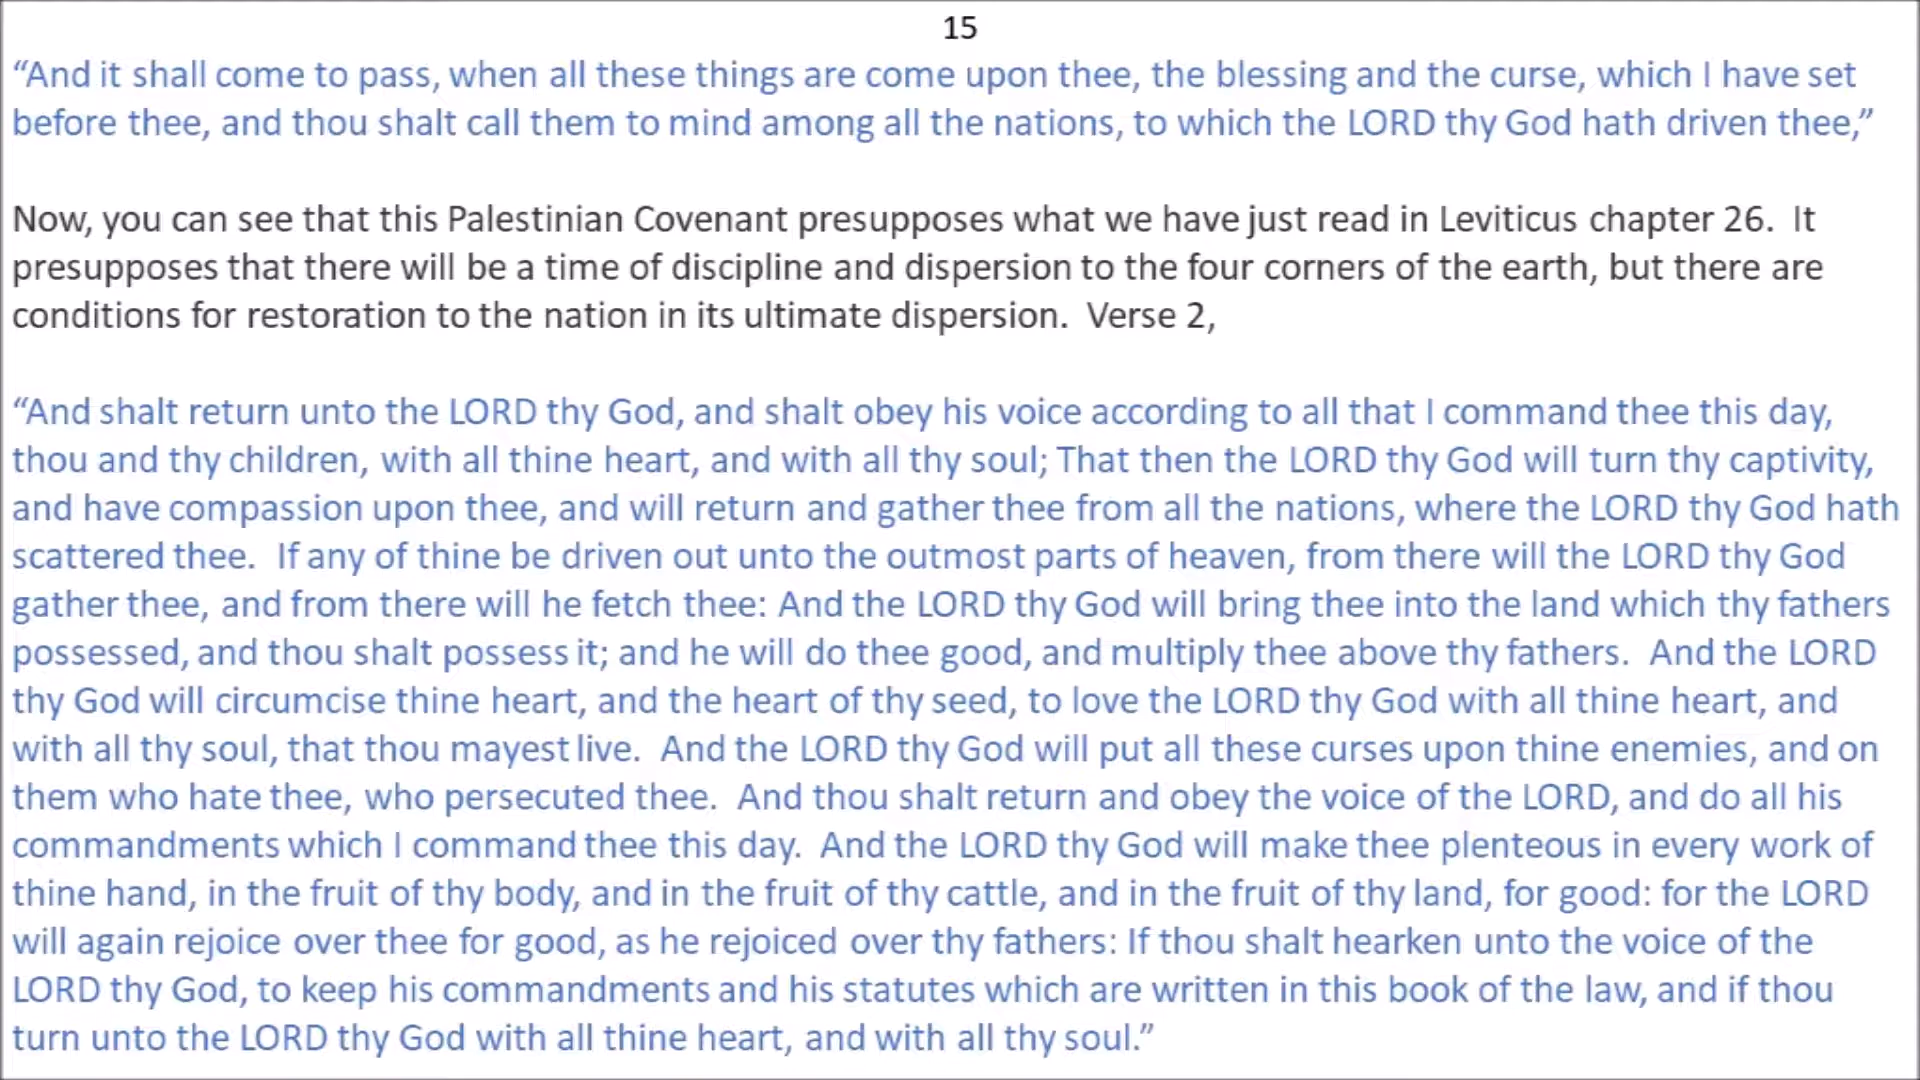 15
“And it shall come to pass, when all these things are come upon thee, the blessing and the curse, which I have set
before thee, and thou shalt call them to mind among all the nations, to which the LORD thy God hath driven thee,”
Now, you can see that this Palestinian Covenant presupposes what we have just read in Leviticus chapter 26.  It
presupposes that there will be a time of discipline and dispersion to the four corners of the earth, but there are
conditions for restoration to the nation in its ultimate dispersion.  Verse 2,
“And shalt return unto the LORD thy God, and shalt obey his voice according to all that I command thee this day,
thou and thy children, with all thine heart, and with all thy soul; That then the LORD thy God will turn thy captivity,
and have compassion upon thee, and will return and gather thee from all the nations, where the LORD thy God hath
scattered thee.  If any of thine be driven out unto the outmost parts of heaven, from there will the LORD thy God
gather thee, and from there will he fetch thee: And the LORD thy God will bring thee into the land which thy fathers
possessed, and thou shalt possess it; and he will do thee good, and multiply thee above thy fathers.  And the LORD
thy God will circumcise thine heart, and the heart of thy seed, to love the LORD thy God with all thine heart, and
with all thy soul, that thou mayest live.  And the LORD thy God will put all these curses upon thine enemies, and on
them who hate thee, who persecuted thee.  And thou shalt return and obey the voice of the LORD, and do all his
commandments which I command thee this day.  And the LORD thy God will make thee plenteous in every work of
thine hand, in the fruit of thy body, and in the fruit of thy cattle, and in the fruit of thy land, for good: for the LORD
will again rejoice over thee for good, as he rejoiced over thy fathers: If thou shalt hearken unto the voice of the
LORD thy God, to keep his commandments and his statutes which are written in this book of the law, and if thou
turn unto the LORD thy God with all thine heart, and with all thy soul.”